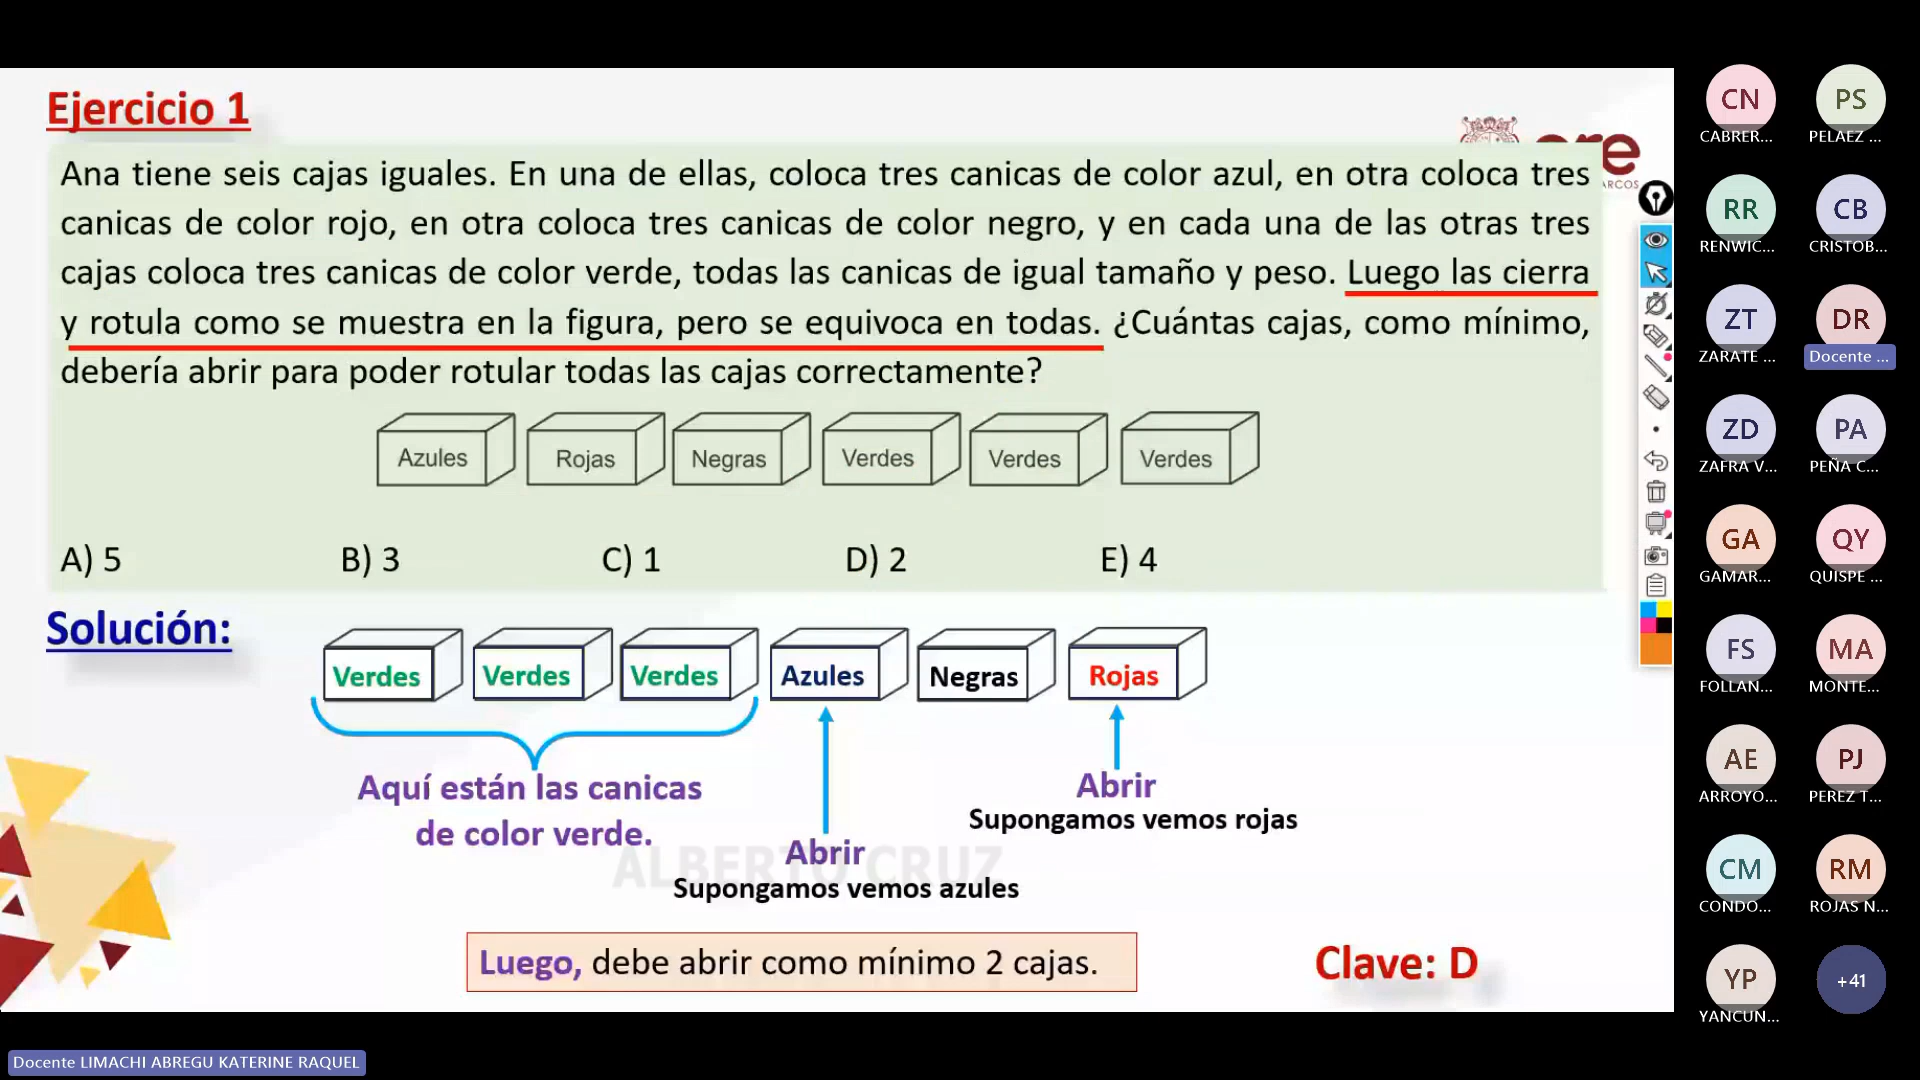 Ejercicio 1
Ana tiene seis cajas iguales. En una de ellas, coloca tres canicas de color azul, en otra coloca tres
canicas de color rojo, en otra coloca tres canicas de color negro, y en cada una de las otras tres
cajas coloca tres canicas de color verde, todas las canicas de igual tamaño y peso. Luego las cierra
y rotula como se muestra en la figura, pero se equivoca en todas. ¿Cuántas cajas, como mínimo,
debería abrir para poder rotular todas las cajas correctamente?
Azules Rojas Negras Verdes Verdes Verdes
A) 5 B) 3 C) 1 D) 2 E) 4
Solución:
Verdes Verdes Verdes Azules Negras Rojas
Aquí están las canicas
de color verde.
Abrir
Supongamos vemos azules
Abrir
Supongamos vemos rojas
ALBERTO CRUZ
Luego, debe abrir como mínimo 2 cajas.
Clave: D
CN
CABRER...
PS
PELAEZ ...
RR
RENWIC...
CB
CRISTOB...
ZT
ZARATE ...
DR
Docente ...
ZD
ZAFRA V...
PA
PEÑA C...
GA
GAMAR...
QY
QUISPE ...
FS
FOLLAN...
MA
MONTE...
AE
ARROYO...
PJ
PEREZ T...
CM
CONDO...
RM
ROJAS N...
YP
YANCUN...
+41
Docente LIMACHI ABREGU KATERINE RAQUEL